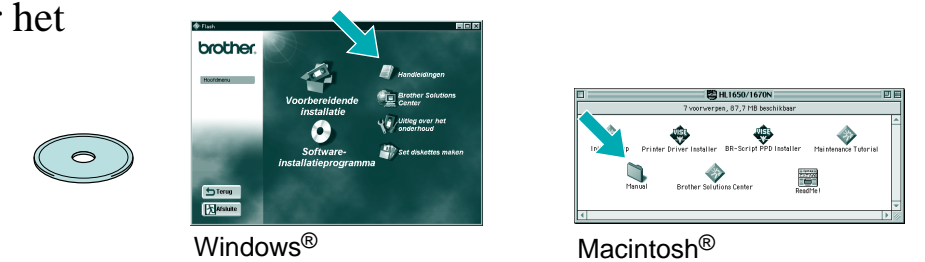 het
Flash
brother.
Hoofdmenu
Voorbereidende
installatie
Software-
installatieprogramma
Handleidingen
Brother Solutions
Center
Uitleg over het
onderhoud
Set diskettes maken
Terug
Afsluite
Windows®
HL1650/1670N
7 voorwerpen, 87,7 MB beschikbaar
Printer Driver Installer
BR-Script PPD Installer
Maintenance Tutorial
Manual
Brother Solutions Center
ReadMe!
Macintosh®